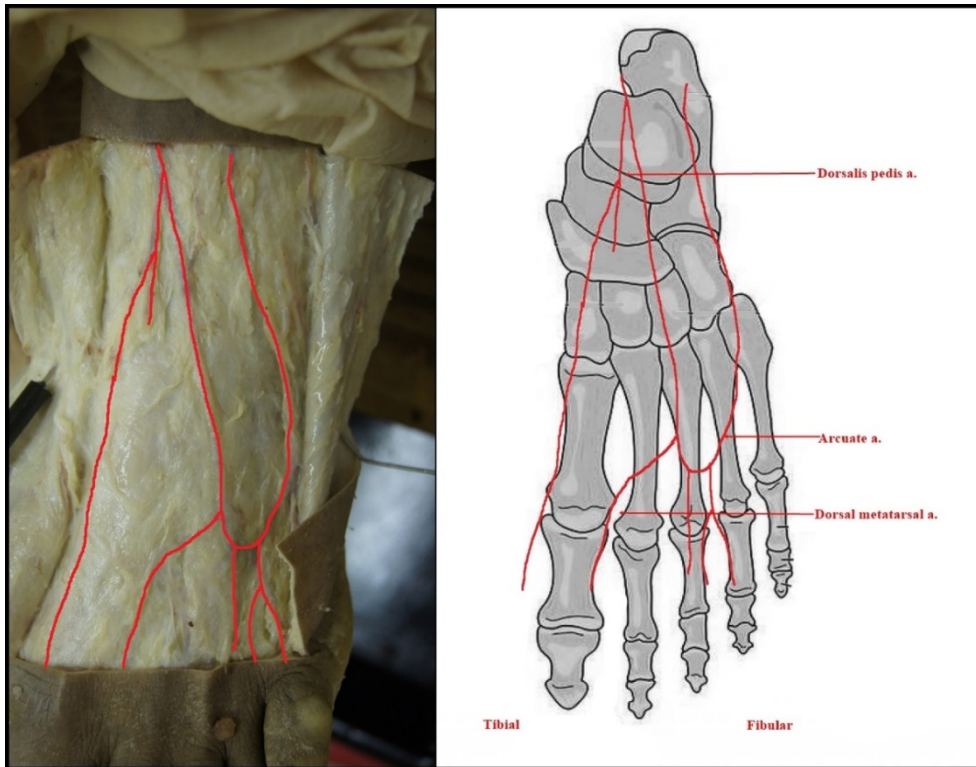 Dorsalis pedis a.
Arcuate a.
Dorsal metatarsal a.
Tibial
Fibular